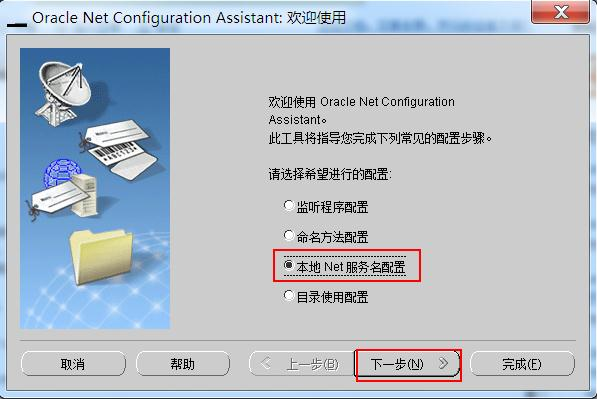 Oracle Net Configuration Assistant: 欢迎使用
欢迎使用 Oracle Net Configuration
Assistant。
此工具将指导您完成下列常见的配置步骤。
请选择希望进行的配置:
监听程序配置
命名方法配置
本地 Net 服务名配置
目录使用配置
取消
帮助
上一步(B)
下一步(N)
完成(F)
ABC123